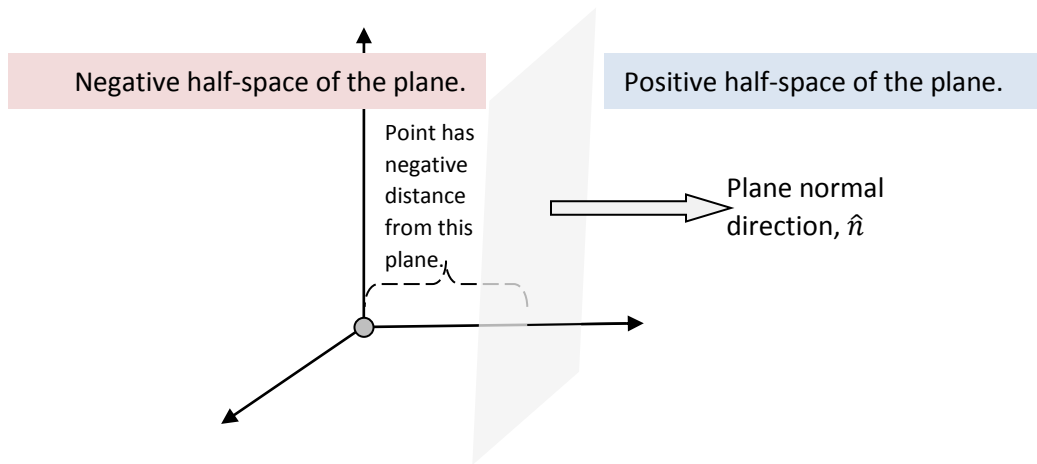 Negative half-space of the plane.
Positive half-space of the plane.
Point has
negative
distance
from this
plane.
Plane normal
direction, n̂